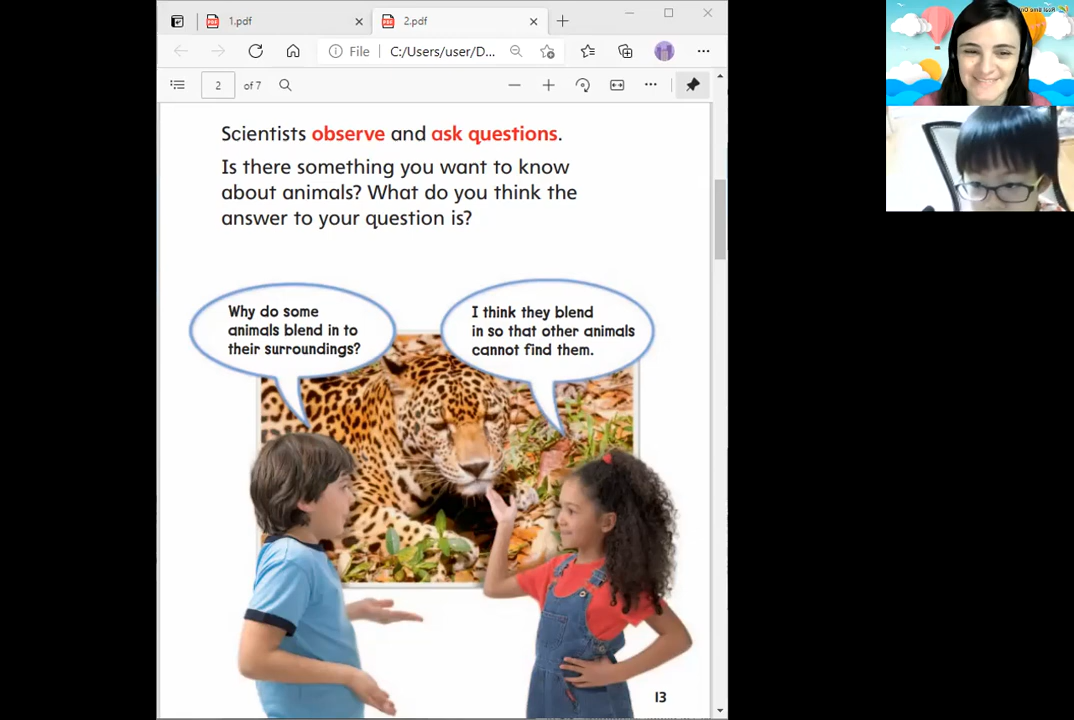 1.pdf
2.pdf
File C:/Users/user/D...
2 of 7
Scientists observe and ask questions.
Is there something you want to know
about animals? What do you think the
answer to your question is?
Why do some
animals blend in to
their surroundings?
I think they blend
in so that other animals
cannot find them.
13